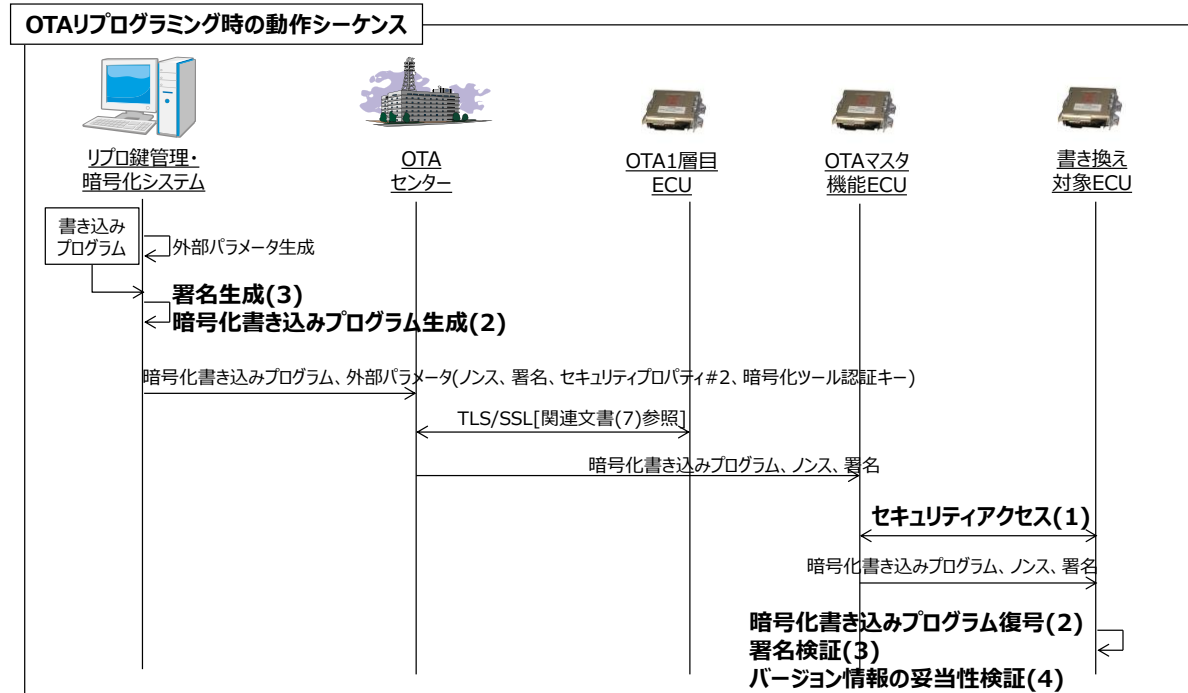 OTAリプログラミング時の動作シーケンス
リプロ鍵管理・
暗号化システム
OTA
センター
OTA1層目
ECU
OTAマスタ
機能ECU
書き換え
対象ECU
書き込み
プログラム
外部パラメータ生成
署名生成(3)
暗号化書き込みプログラム生成(2)
暗号化書き込みプログラム、外部パラメータ(ノンス、署名、セキュリティプロパティ#2、暗号化ツール認証キー)
TLS/SSL[関連文書(7)参照]
暗号化書き込みプログラム、ノンス、署名
セキュリティアクセス(1)
暗号化書き込みプログラム、ノンス、署名
暗号化書き込みプログラム復号(2)
署名検証(3)
バージョン情報の妥当性検証(4)